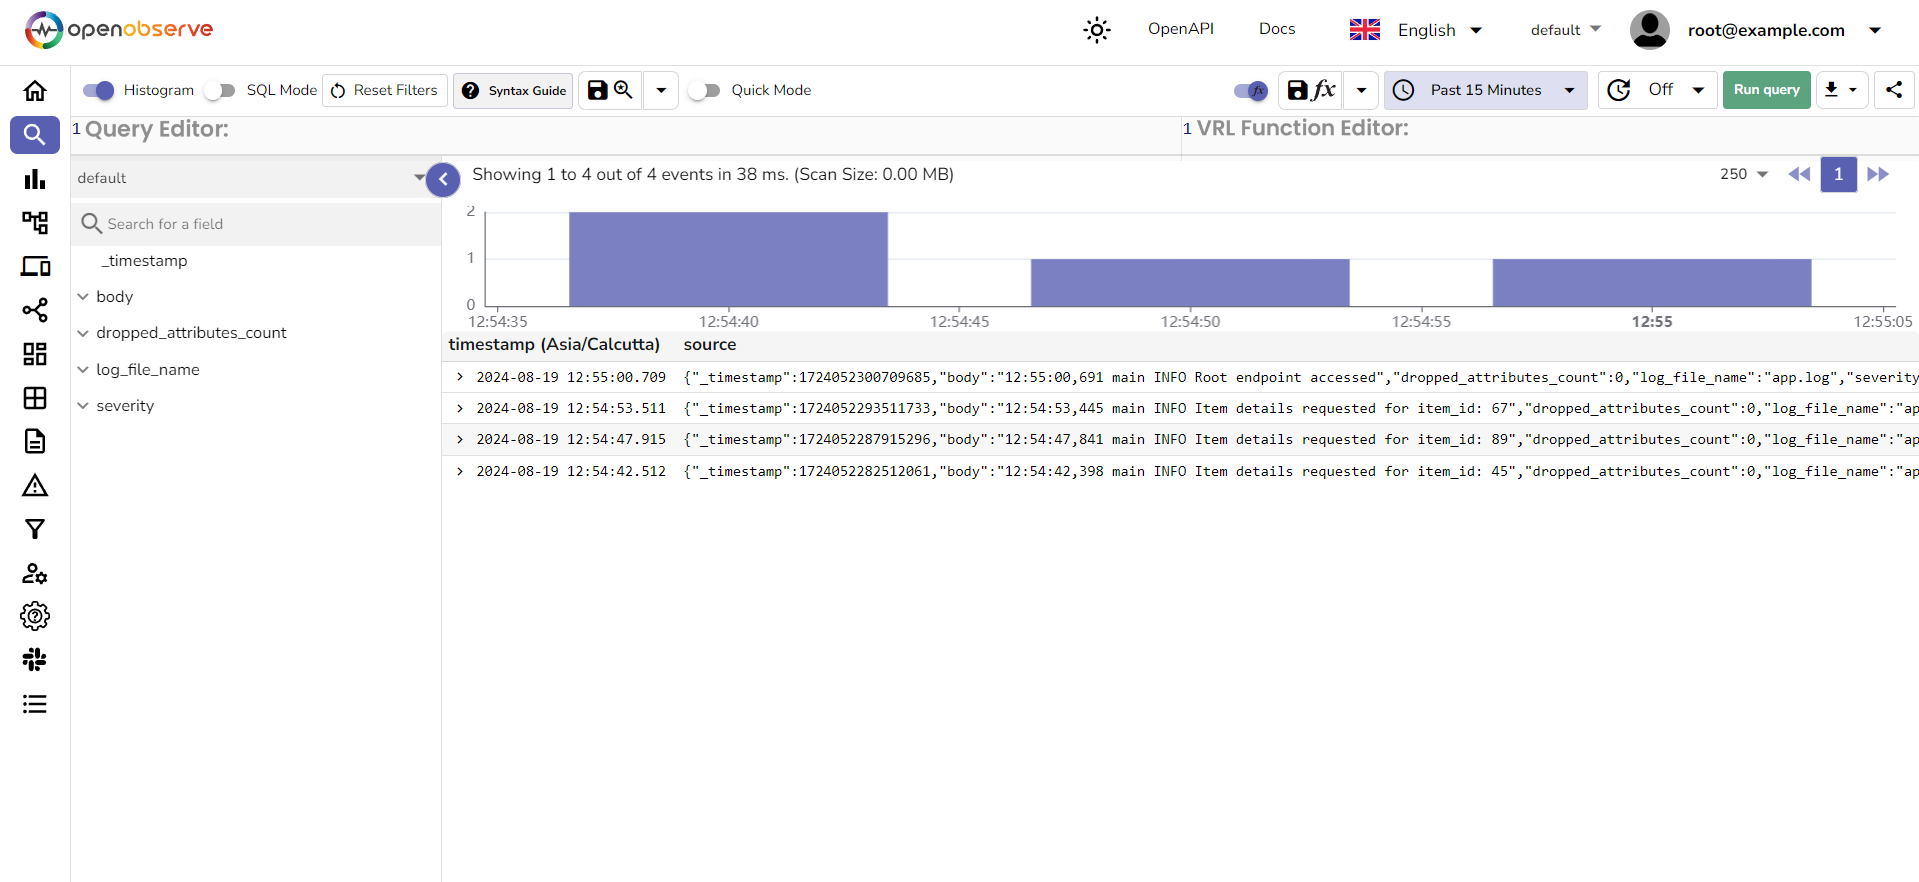 openobserve
OpenAPI Docs English default root@example.com
Histogram SQL Mode Reset Filters Syntax Guide Quick Mode fx fx Past 15 Minutes Off Run query
1 Query Editor: 1 VRL Function Editor:
default Showing 1 to 4 out of 4 events in 38 ms. (Scan Size: 0.00 MB) 250 1
Search for a field
_timestamp
body
dropped_attributes_count
log_file_name
severity
2
1
0
12:54:35 12:54:40 12:54:45 12:54:50 12:54:55 12:55 12:55:05
timestamp (Asia/Calcutta) source
2024-08-19 12:55:00.709 {"_timestamp":1724052300709685,"body":"12:55:00,691 main INFO Root endpoint accessed","dropped_attributes_count":0,"log_file_name":"app.log","severity
2024-08-19 12:54:53.511 {"_timestamp":1724052293511733,"body":"12:54:53,445 main INFO Item details requested for item_id: 67","dropped_attributes_count":0,"log_file_name":"ap
2024-08-19 12:54:47.915 {"_timestamp":1724052287915296,"body":"12:54:47,841 main INFO Item details requested for item_id: 89","dropped_attributes_count":0,"log_file_name":"ap
2024-08-19 12:54:42.512 {"_timestamp":1724052282512061,"body":"12:54:42,398 main INFO Item details requested for item_id: 45","dropped_attributes_count":0,"log_file_name":"ap